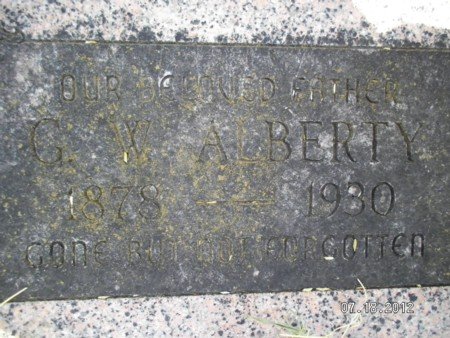 OUR BELOVED FATHER
G. W. ALBERTY
1878 — 1930
GONE BUT NOT FORGOTTEN
07.18.2012